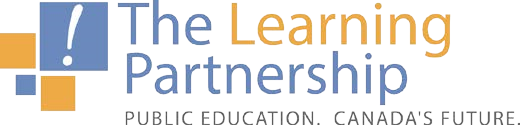 !
The Learning
Partnership
PUBLIC EDUCATION. CANADA'S FUTURE.